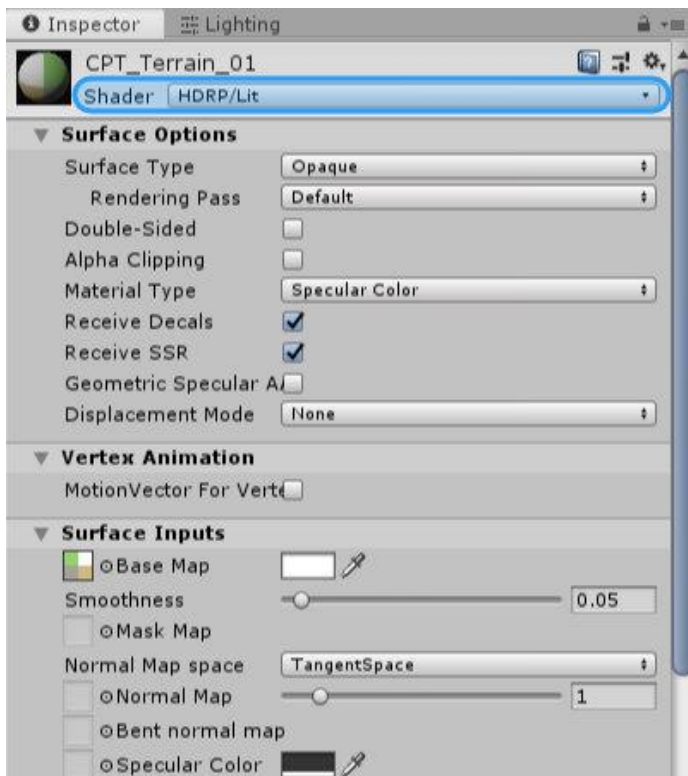 Inspector Lighting
CPT_Terrain_01
Shader HDRP/Lit
Surface Options
Surface Type Opaque
Rendering Pass Default
Double-Sided
Alpha Clipping
Material Type Specular Color
Receive Decals
Receive SSR
Geometric Specular A
Displacement Mode None
Vertex Animation
MotionVector For Verte
Surface Inputs
Base Map
Smoothness 0.05
Mask Map
Normal Map space TangentSpace
Normal Map 1
Bent normal map
Specular Color